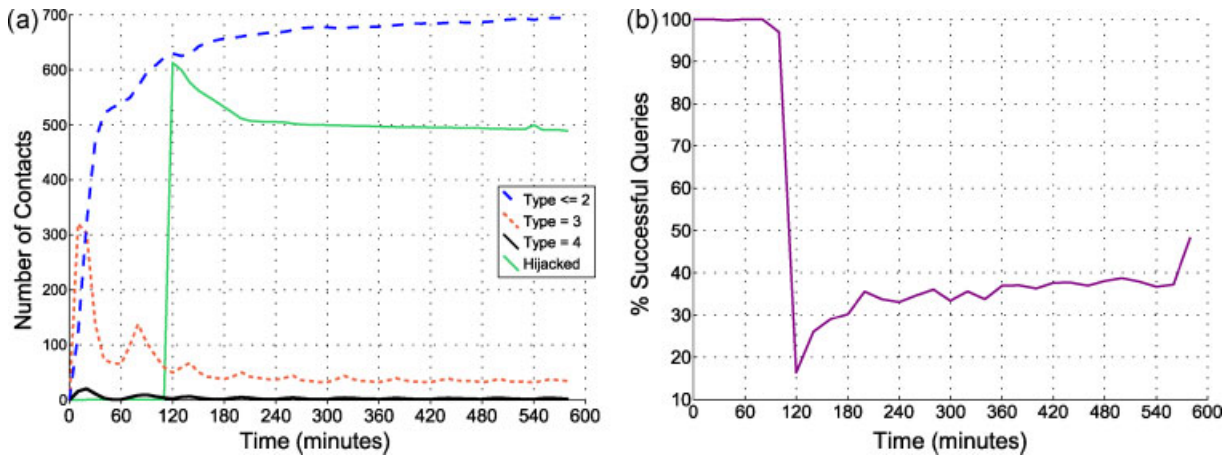 (a)
700
600
500
400
300
200
100
0
Number of Contacts
0 60 120 180 240 300 360 420 480 540 600
Time (minutes)
Type <= 2
Type = 3
Type = 4
Hijacked
(b)
100
90
80
70
60
50
40
30
20
10
% Successful Queries
0 60 120 180 240 300 360 420 480 540 600
Time (minutes)